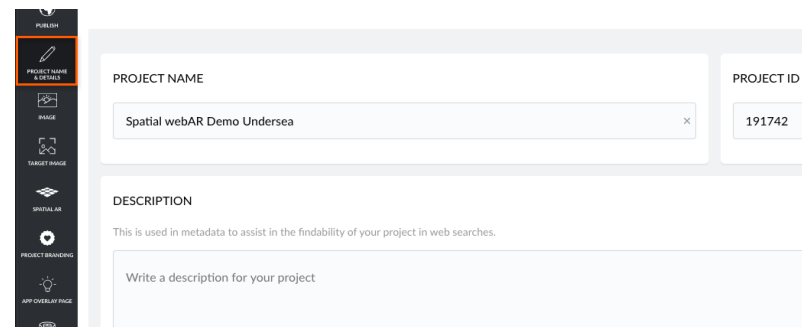 PUBLISH
PROJECT NAME
& DETAILS
IMAGE
TARGET IMAGE
SPATIAL AR
PROJECT BRANDING
APP OVERLAY PAGE
PROJECT NAME
Spatial webAR Demo Undersea ×
PROJECT ID
191742
DESCRIPTION
This is used in metadata to assist in the findability of your project in web searches.
Write a description for your project